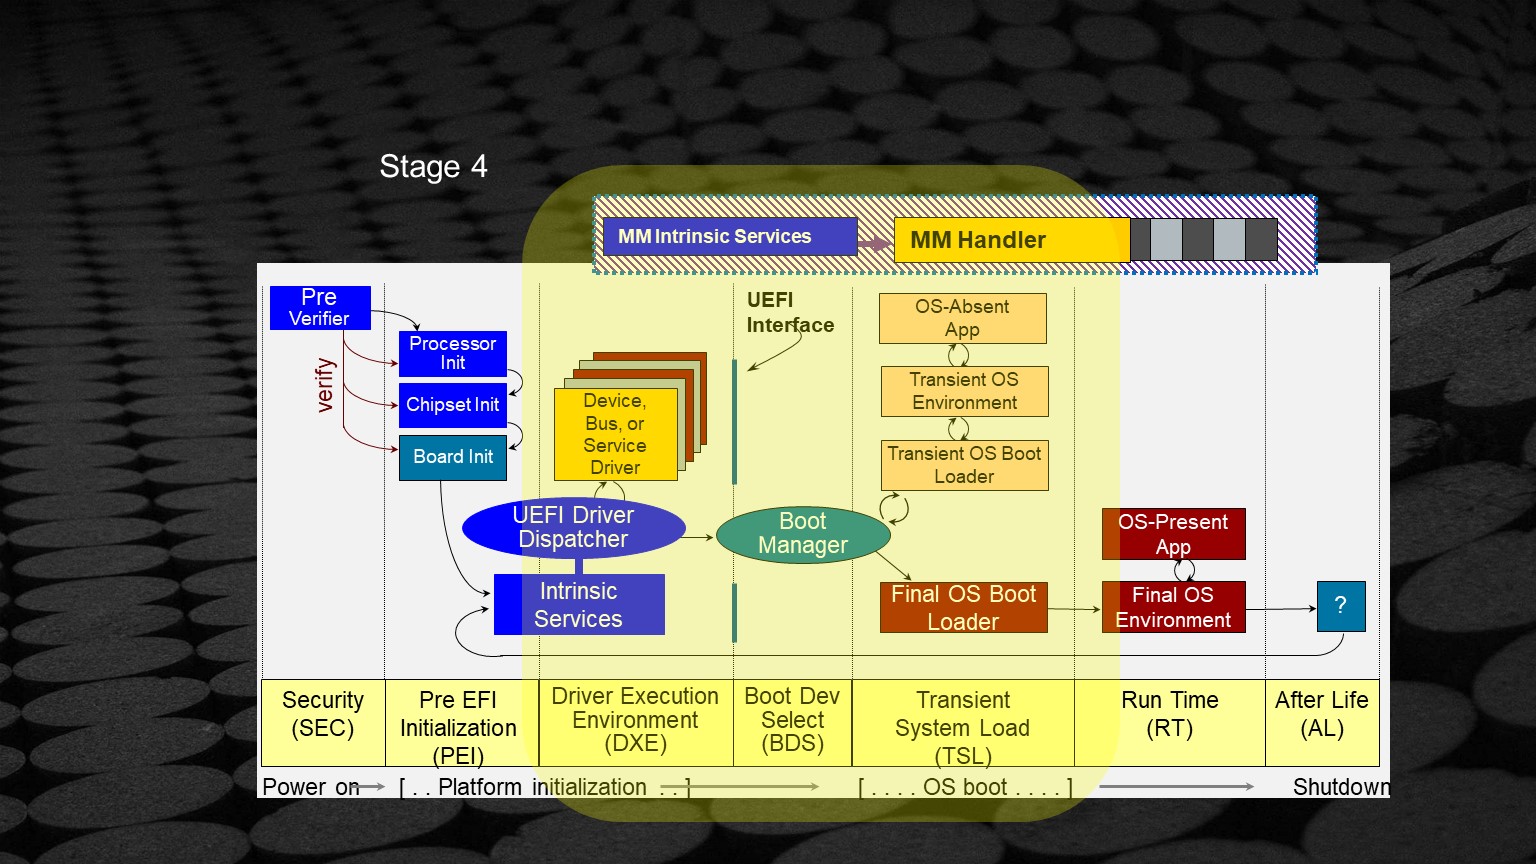 Stage 4
MM Intrinsic Services
MM Handler
Pre
Verifier
verify
Processor
Init
Chipset Init
Board Init
Device,
Bus, or
Service
Driver
UEFI
Interface
OS-Absent
App
Transient OS
Environment
Transient OS Boot
Loader
UEFI Driver
Dispatcher
Boot
Manager
Intrinsic
Services
Final OS Boot
Loader
OS-Present
App
Final OS
Environment
?
Security
(SEC)
Pre EFI
Initialization
(PEI)
Driver Execution
Environment
(DXE)
Boot Dev
Select
(BDS)
Transient
System Load
(TSL)
Run Time
(RT)
After Life
(AL)
Power on
[ . . Platform initialization . . ]
[ . . . . OS boot . . . . ]
Shutdown